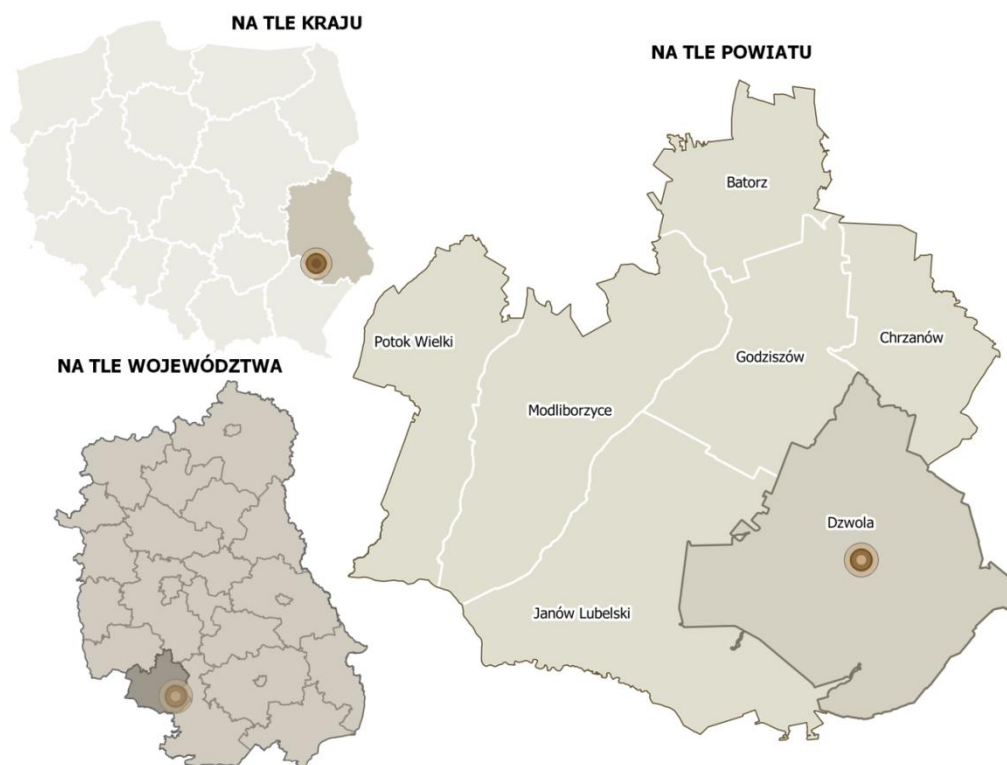 NA TLE KRAJU
NA TLE POWIATU
Batorz
Potok Wielki
Godziszów
Chrzanów
NA TLE WOJEWÓDZTWA
Modliborzyce
Dzwola
Janów Lubelski